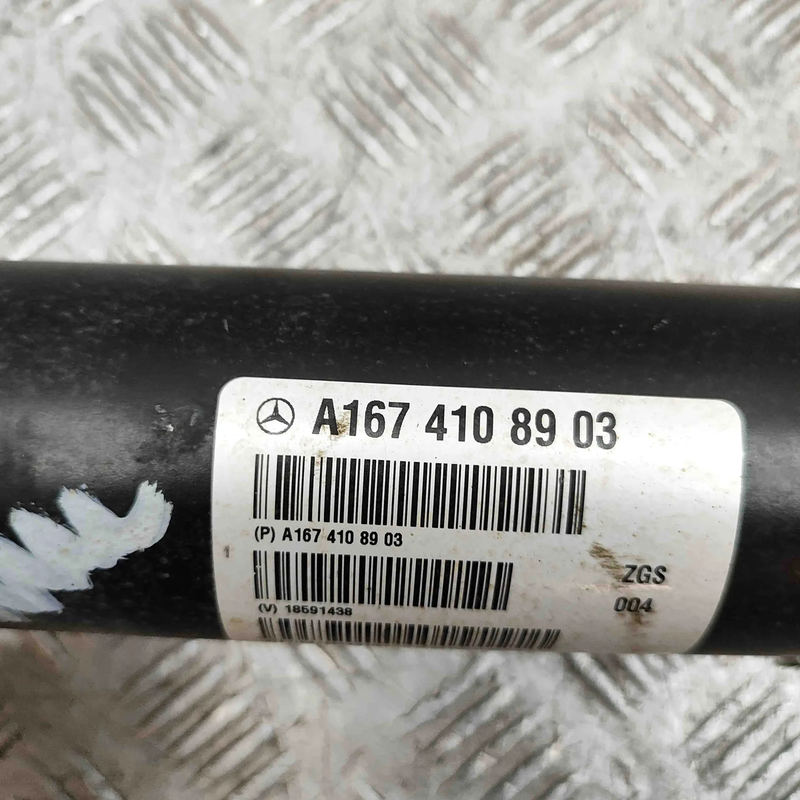 A167 410 89 03
(P) A167 410 89 03
ZGS
004
(V) 18591438